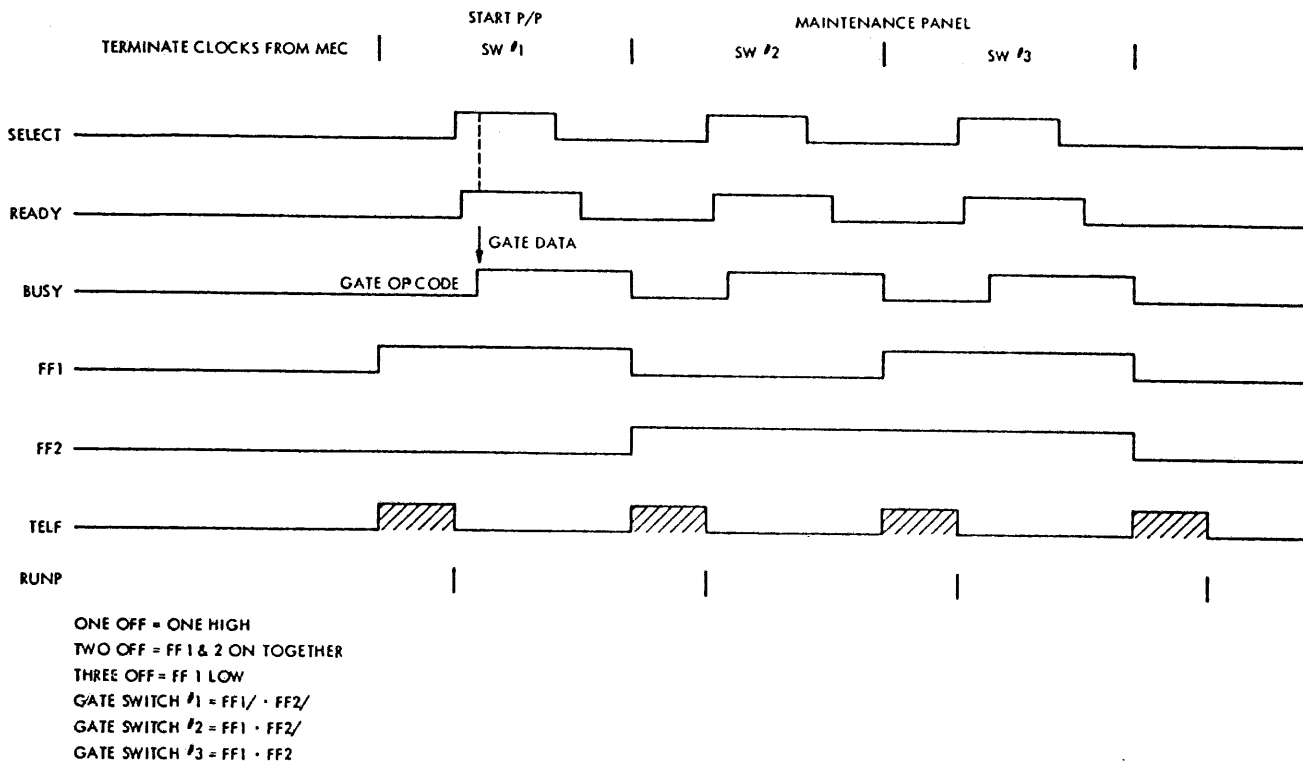 START P/P
MAINTENANCE PANEL
TERMINATE CLOCKS FROM MEC
SW #1
SW #2
SW #3
SELECT
READY
GATE DATA
GATE OP CODE
BUSY
FF1
FF2
TELF
RUNP
ONE OFF = ONE HIGH
TWO OFF = FF 1 & 2 ON TOGETHER
THREE OFF = FF 1 LOW
GATE SWITCH #1 = FF1/ · FF2/
GATE SWITCH #2 = FF1 · FF2/
GATE SWITCH #3 = FF1 · FF2